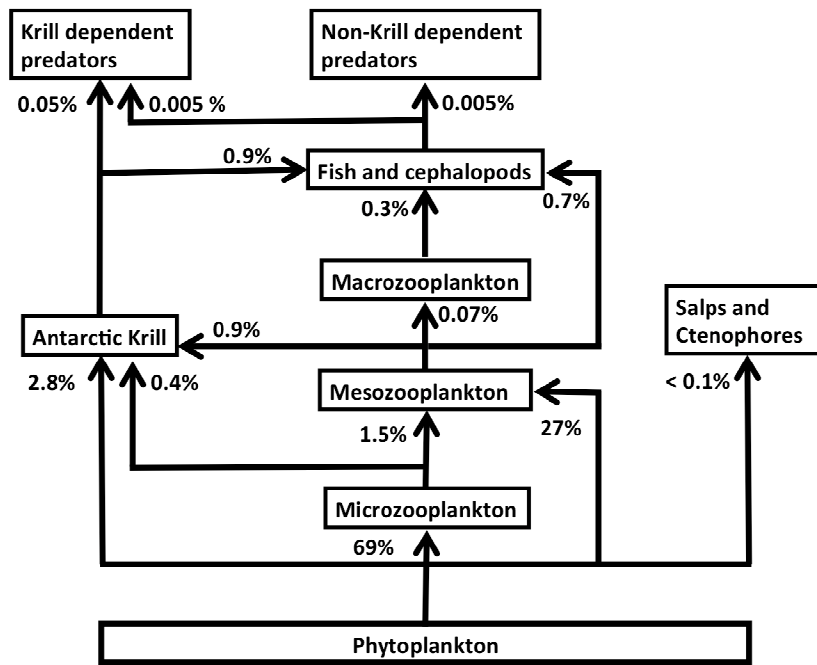 Krill dependent
predators
Non-Krill dependent
predators
0.05%
0.005 %
0.005%
0.9%
Fish and cephalopods
0.3%
0.7%
Macrozooplankton
0.07%
Salps and
Ctenophores
Antarctic Krill
0.9%
2.8%
0.4%
Mesozooplankton
< 0.1%
1.5%
27%
Microzooplankton
69%
Phytoplankton